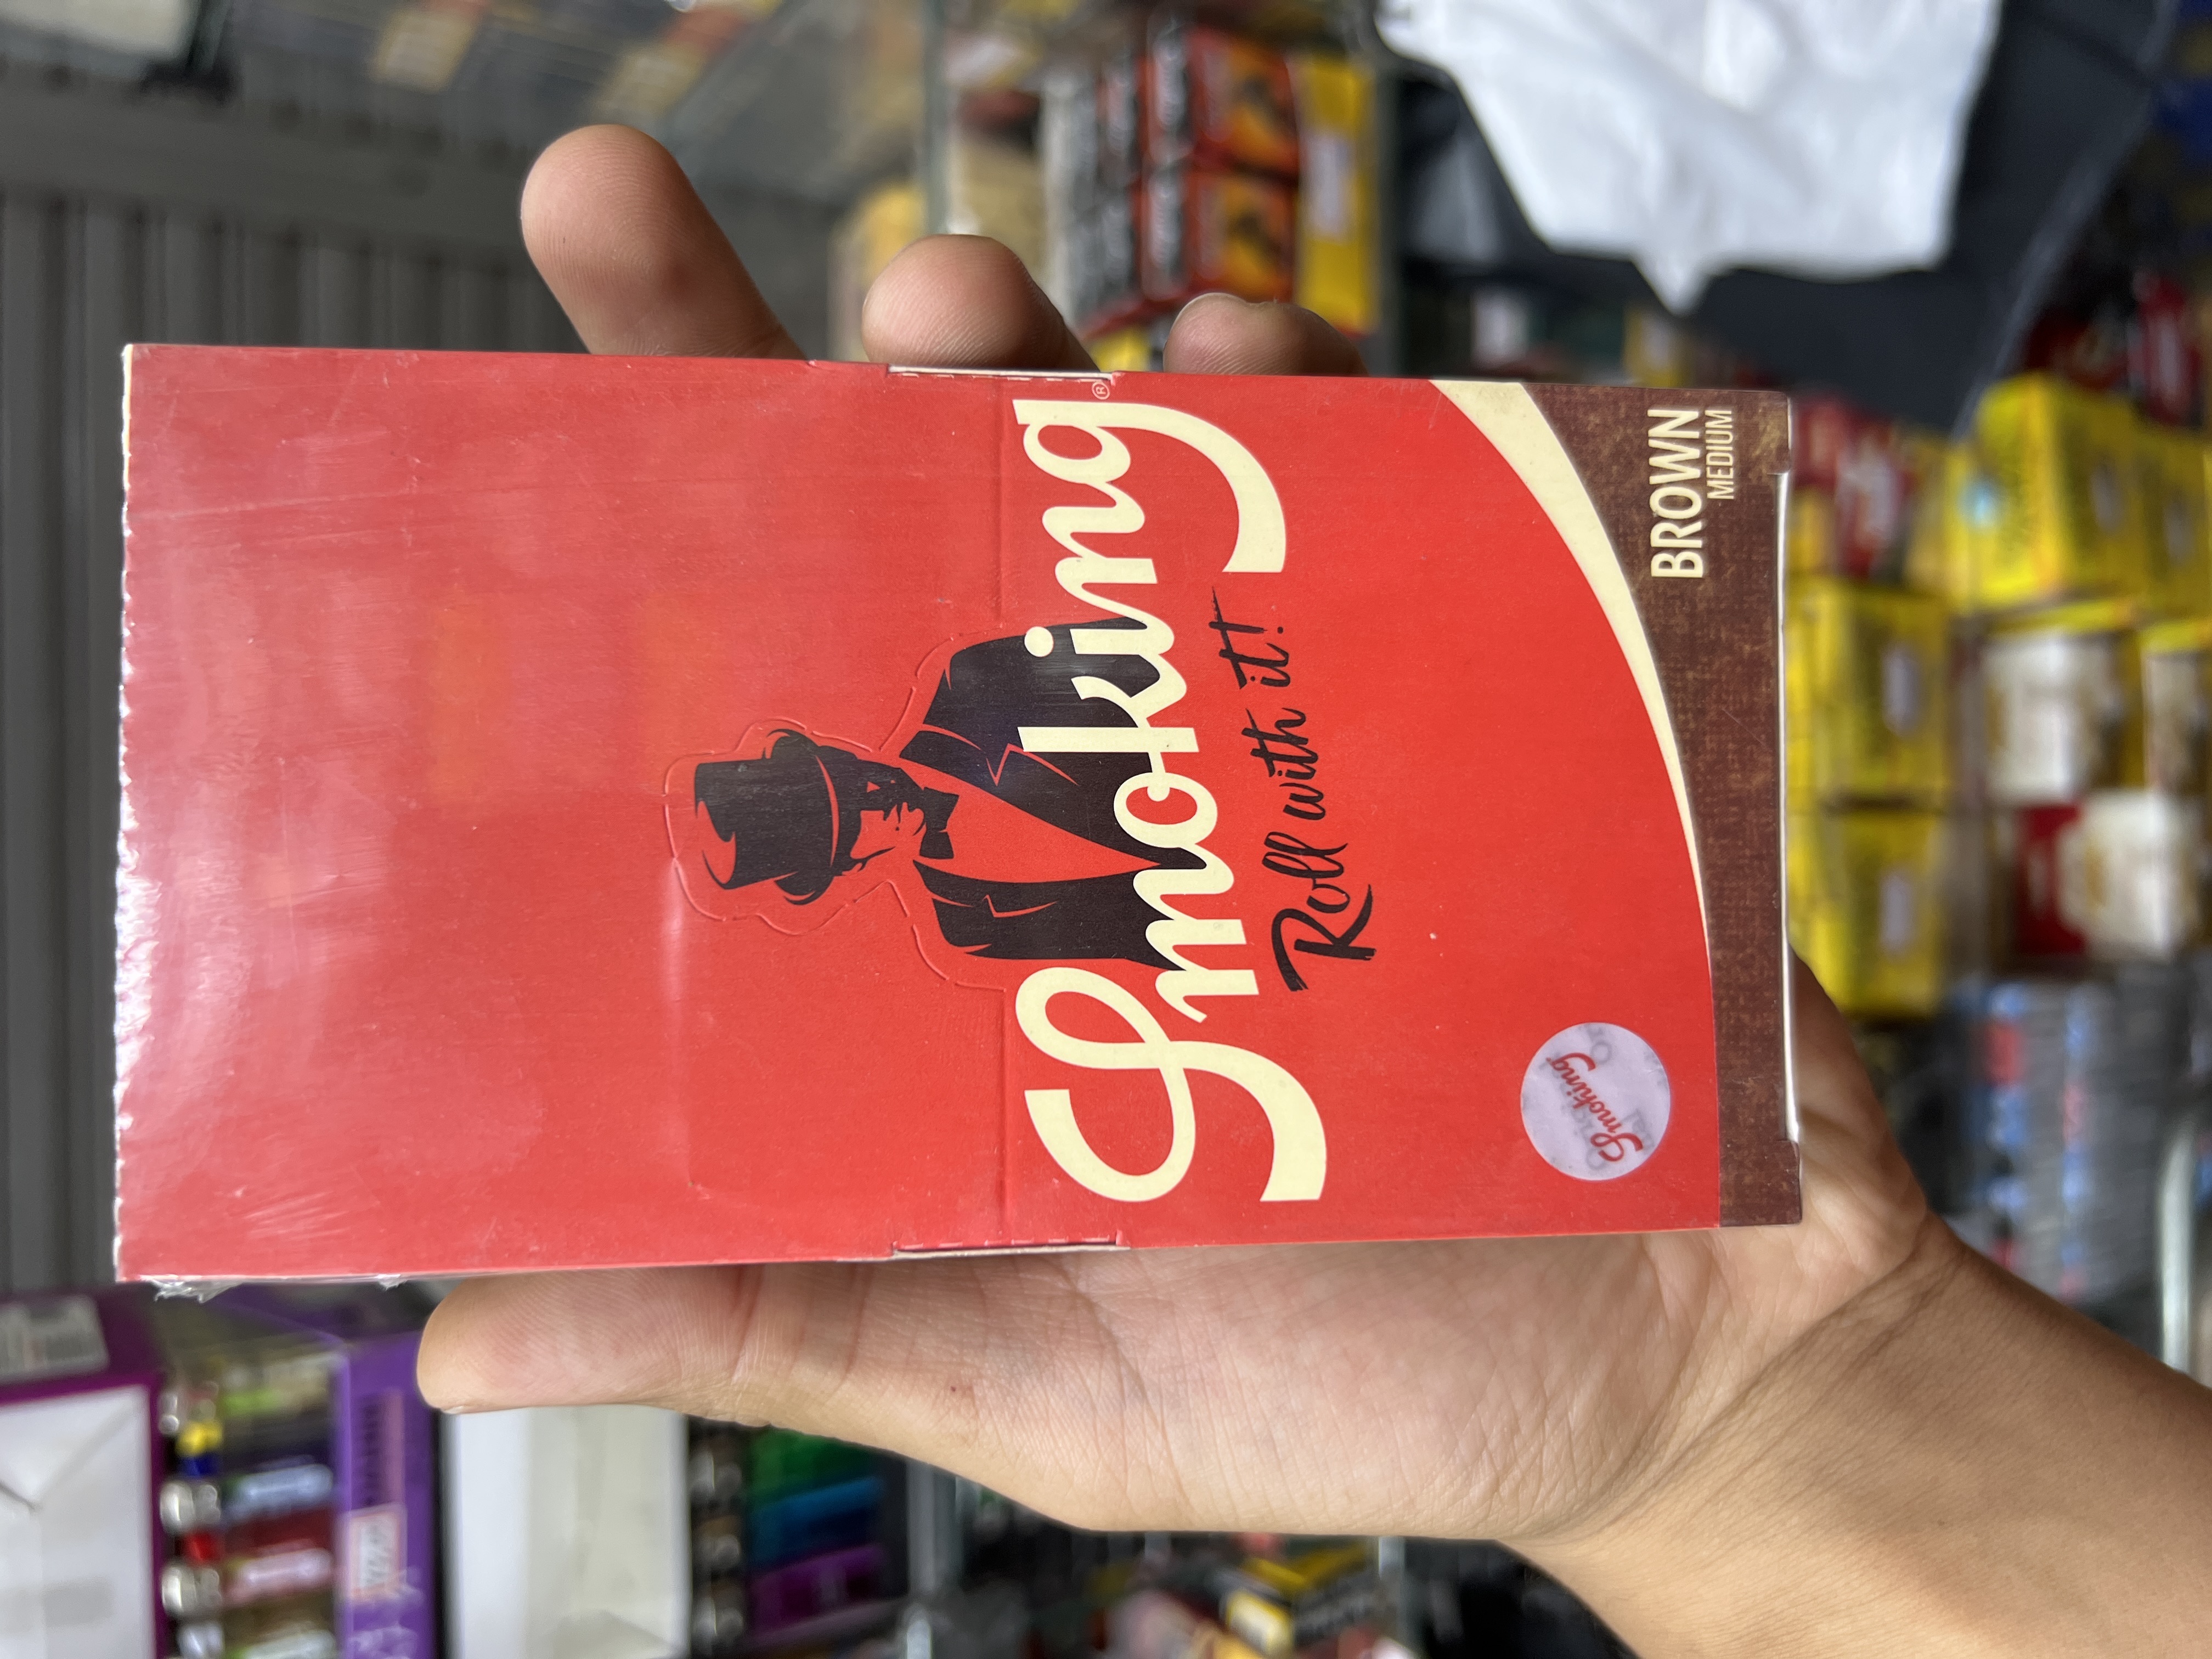 Smoking®
Roll with it!
Smoking
BROWN
MEDIUM